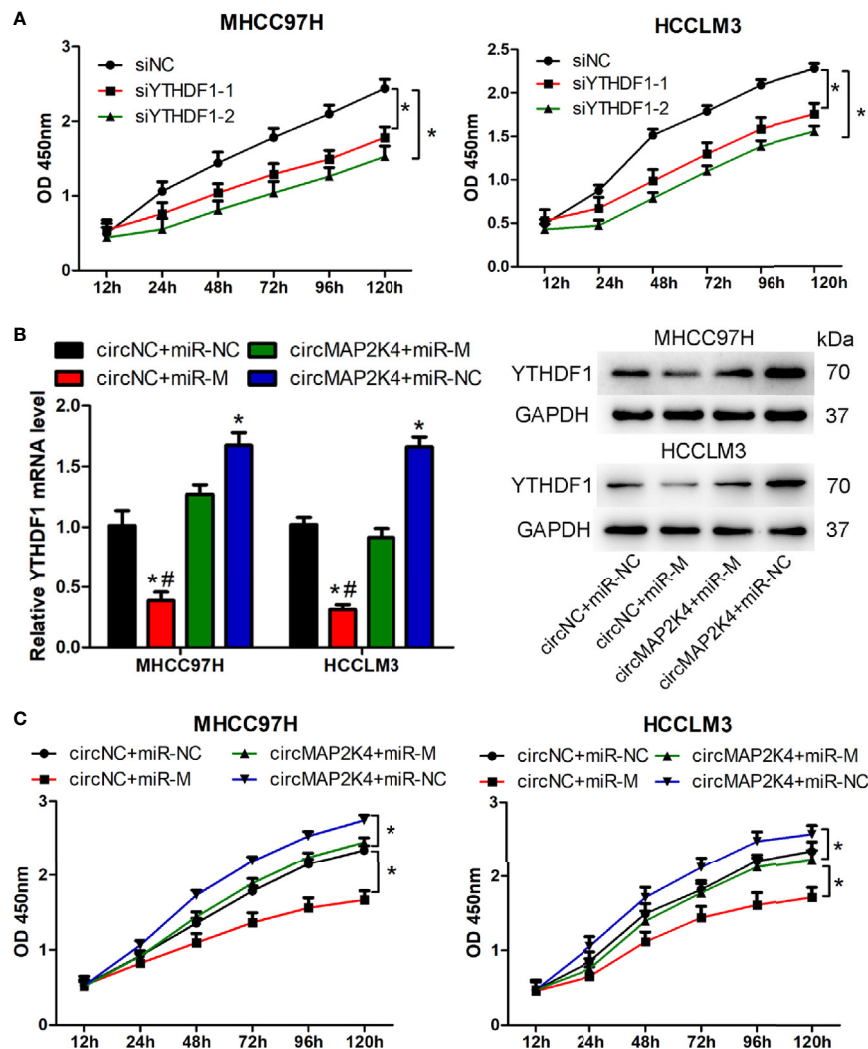 A
MHCC97H
siNC
siYTHDF1-1
siYTHDF1-2
OD 450nm
3
2
1
0
12h 24h 48h 72h 96h 120h
*
*
HCCLM3
siNC
siYTHDF1-1
siYTHDF1-2
OD 450nm
2.5
2.0
1.5
1.0
0.5
0.0
12h 24h 48h 72h 96h 120h
*
*
B
circNC+miR-NC circMAP2K4+miR-M
circNC+miR-M circMAP2K4+miR-NC
Relative YTHDF1 mRNA level
2.0
1.5
1.0
0.5
0.0
*# * *# *
MHCC97H HCCLM3
MHCC97H kDa
YTHDF1 70
GAPDH 37
HCCLM3
YTHDF1 70
GAPDH 37
circNC+miR-NC
circNC+miR-M
circMAP2K4+miR-M
circMAP2K4+miR-NC
C
MHCC97H
circNC+miR-NC circMAP2K4+miR-M
circNC+miR-M circMAP2K4+miR-NC
OD 450nm
3
2
1
0
12h 24h 48h 72h 96h 120h
*
*
HCCLM3
circNC+miR-NC circMAP2K4+miR-M
circNC+miR-M circMAP2K4+miR-NC
OD 450nm
3
2
1
0
12h 24h 48h 72h 96h 120h
*
*